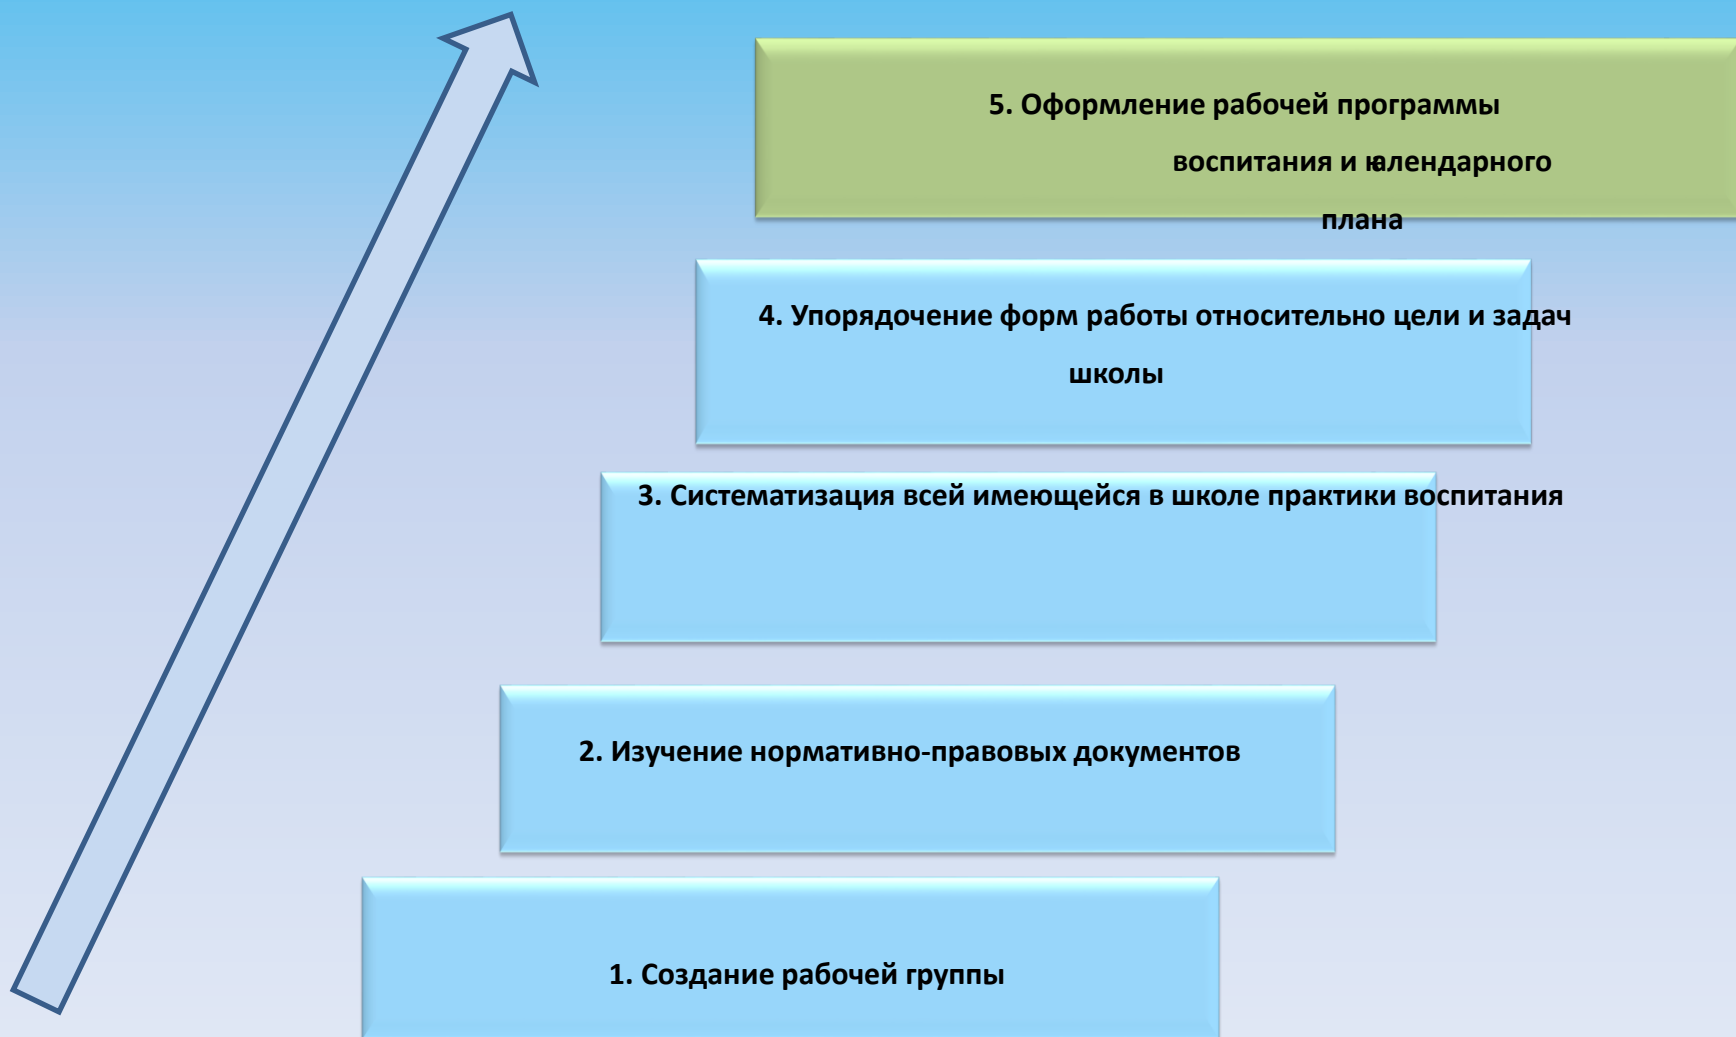 5. Оформление рабочей программы
воспитания и календарного
плана
4. Упорядочение форм работы относительно цели и задач
школы
3. Систематизация всей имеющейся в школе практики воспитания
2. Изучение нормативно-правовых документов
1. Создание рабочей группы